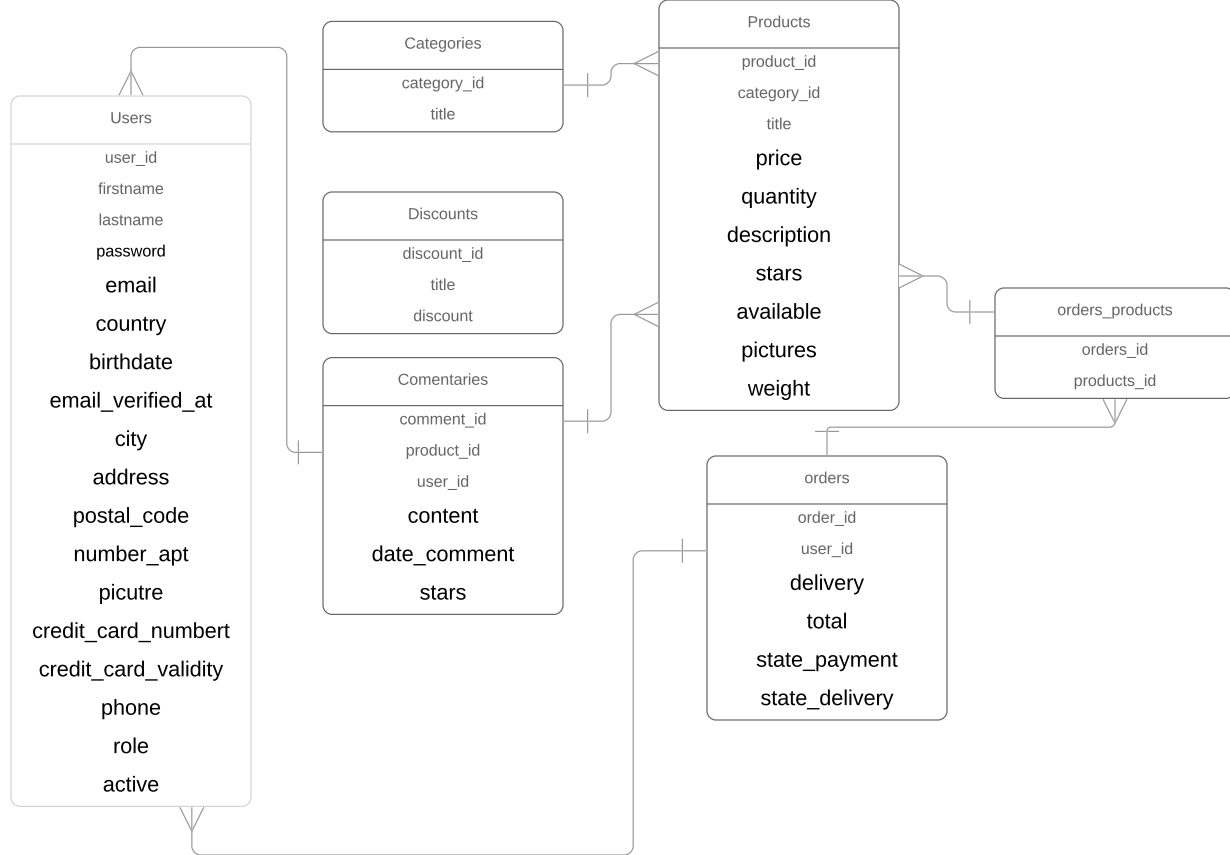 Users
user_id
firstname
lastname
password
email
country
birthdate
email_verified_at
city
address
postal_code
number_apt
picutre
credit_card_numbert
credit_card_validity
phone
role
active
Categories
category_id
title
Discounts
discount_id
title
discount
Comentaries
comment_id
product_id
user_id
content
date_comment
stars
Products
product_id
category_id
title
price
quantity
description
stars
available
pictures
weight
orders_products
orders_id
products_id
orders
order_id
user_id
delivery
total
state_payment
state_delivery